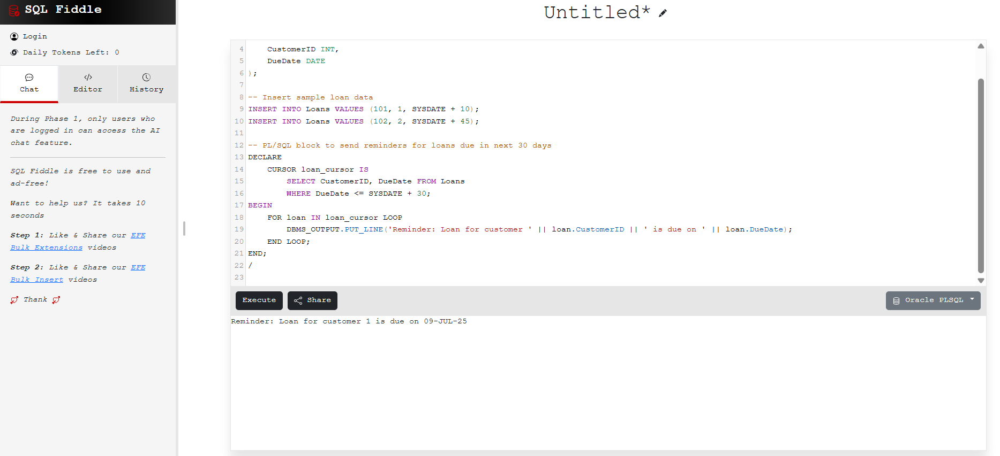 SQL Fiddle
Login
Daily Tokens Left: 0
Chat
Editor
History
During Phase 1, only users who
are logged in can access the AI
chat feature.
SQL Fiddle is free to use and
ad-free!
Want to help us? It takes 10
seconds
Step 1: Like & Share our EFE
Bulk Extensions videos
Step 2: Like & Share our EFE
Bulk Insert videos
Thank
Untitled*
4     CustomerID INT,
5     DueDate DATE
6 );
7
8 -- Insert sample loan data
9 INSERT INTO Loans VALUES (101, 1, SYSDATE + 10);
10 INSERT INTO Loans VALUES (102, 2, SYSDATE + 45);
11
12 -- PL/SQL block to send reminders for loans due in next 30 days
13 DECLARE
14     CURSOR loan_cursor IS
15         SELECT CustomerID, DueDate FROM Loans
16         WHERE DueDate <= SYSDATE + 30;
17 BEGIN
18     FOR loan IN loan_cursor LOOP
19         DBMS_OUTPUT.PUT_LINE('Reminder: Loan for customer ' || loan.CustomerID || ' is due on ' || loan.DueDate);
20     END LOOP;
21 END;
22 /
23
Execute
Share
Oracle PLSQL
Reminder: Loan for customer 1 is due on 09-JUL-25